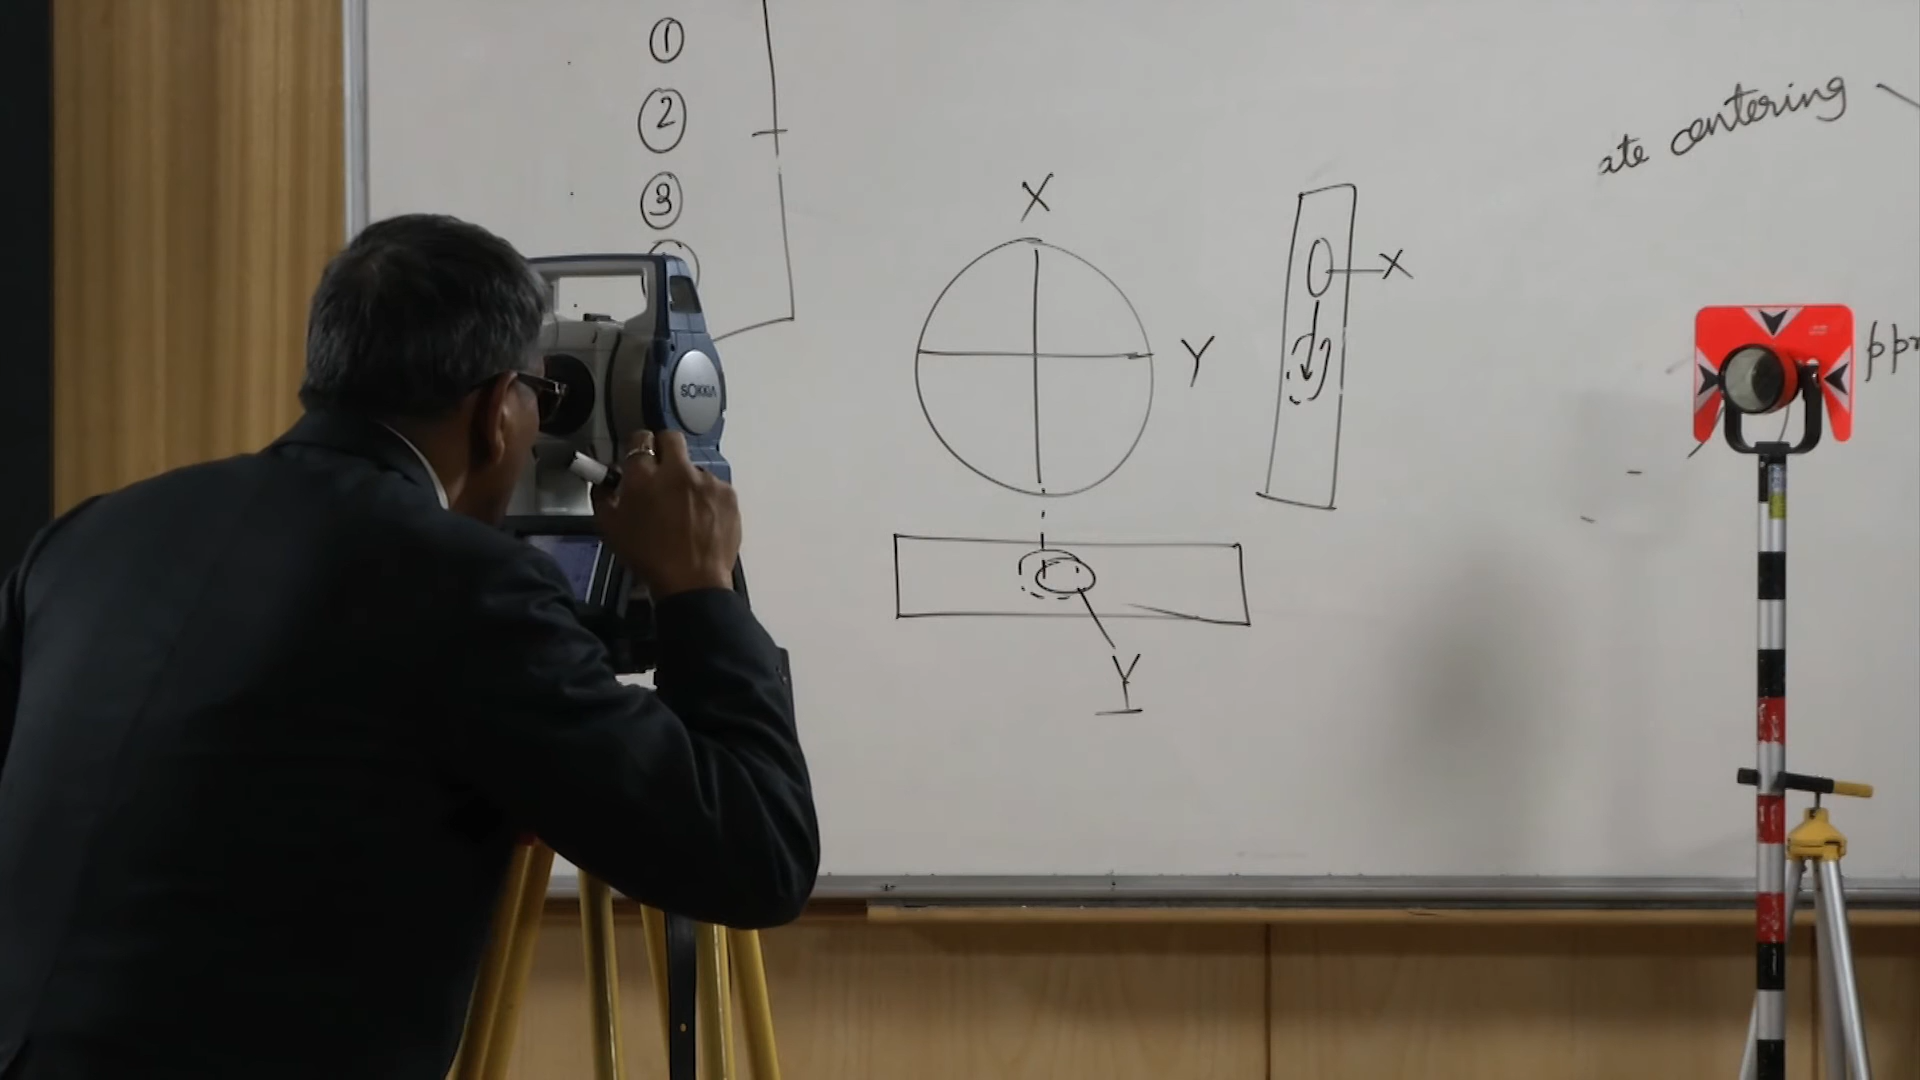 ①
②
③
ate centering
X
Y
X
SOKKIA
Y